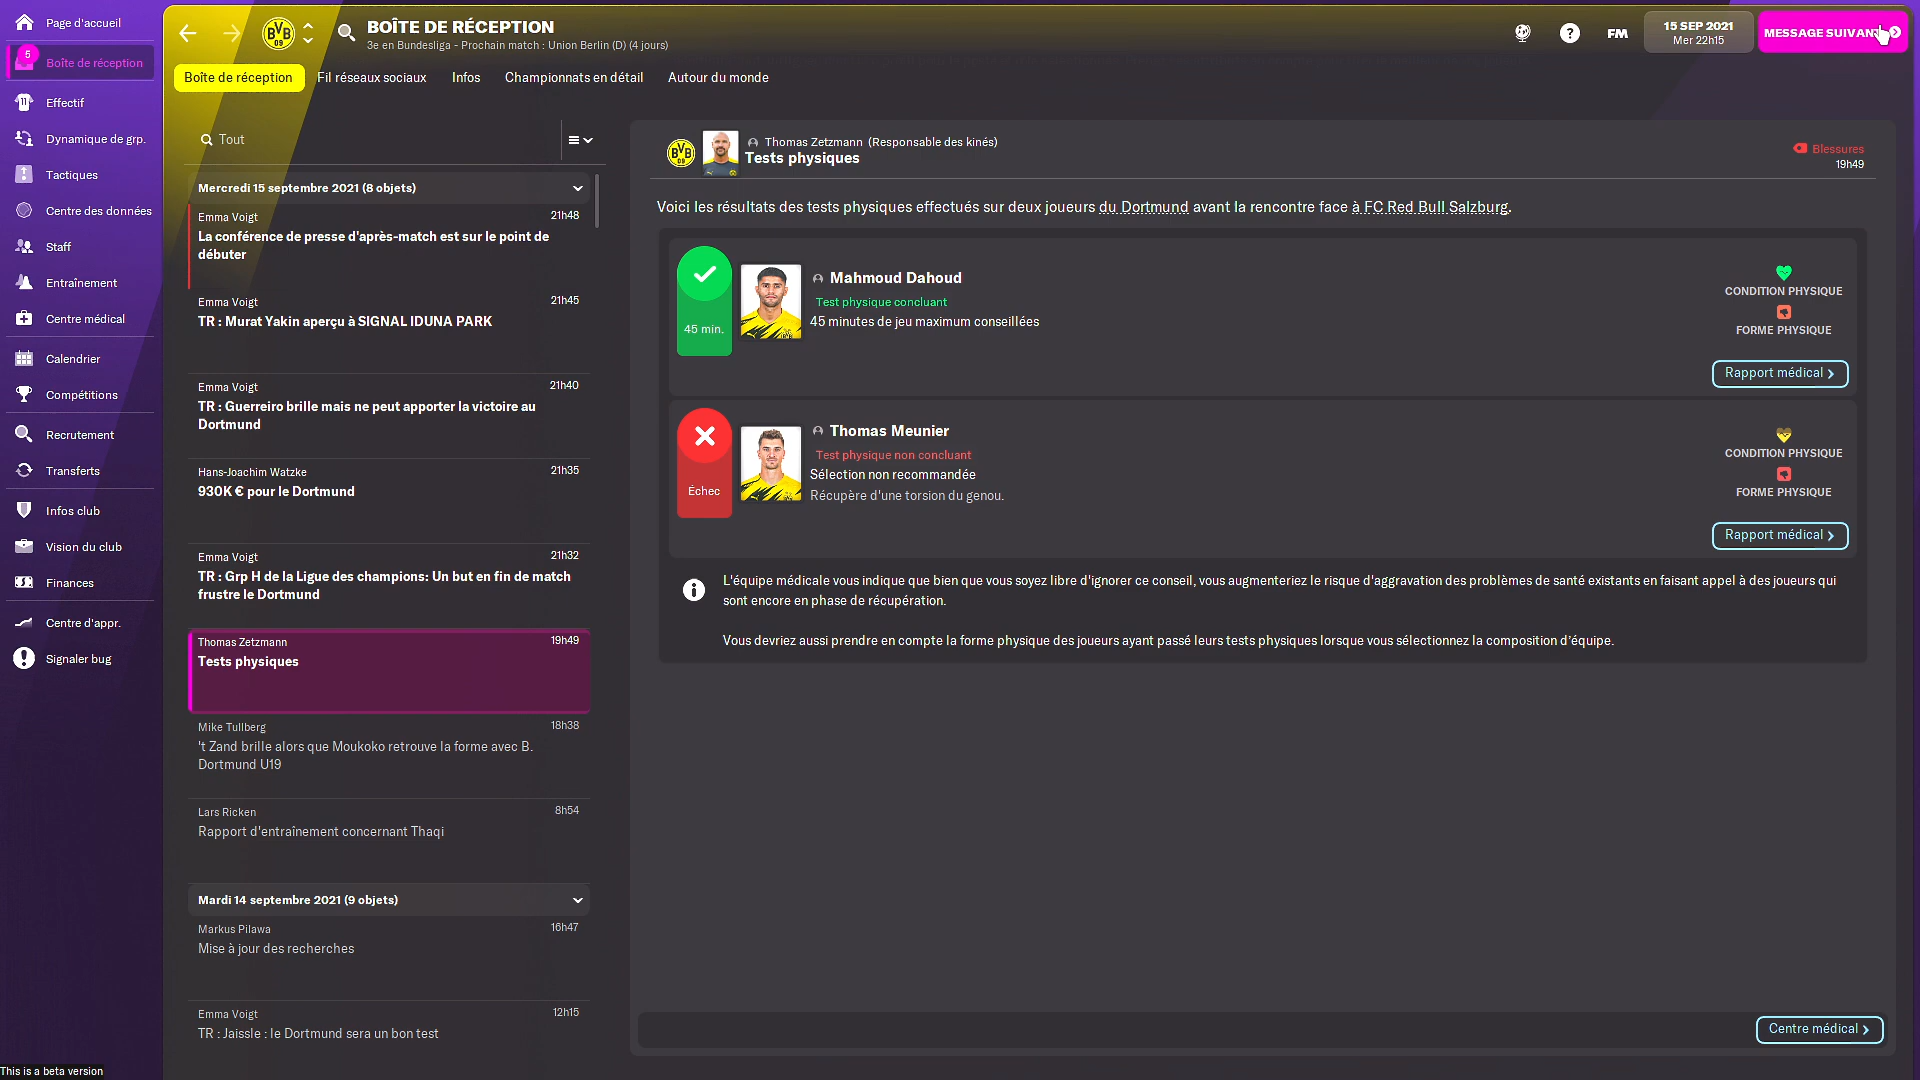 Page d'accueil
5
Boîte de réception
Effectif
Dynamique de grp.
Tactiques
Centre des données
Staff
Entraînement
Centre médical
Calendrier
Compétitions
Recrutement
Transferts
Infos club
Vision du club
Finances
Centre d'appr.
Signaler bug
This is a beta version
BVB
09
BOÎTE DE RÉCEPTION
3e en Bundesliga - Prochain match : Union Berlin (D) (4 jours)
?
FM
15 SEP 2021
Mer 22h15
MESSAGE SUIVANT
Boîte de réception
Fil réseaux sociaux
Infos
Championnats en détail
Autour du monde
Tout
Mercredi 15 septembre 2021 (8 objets)
Emma Voigt 21h48
La conférence de presse d'après-match est sur le point de
débuter
Emma Voigt 21h45
TR : Murat Yakin aperçu à SIGNAL IDUNA PARK
Emma Voigt 21h40
TR : Guerreiro brille mais ne peut apporter la victoire au
Dortmund
Hans-Joachim Watzke 21h35
930K € pour le Dortmund
Emma Voigt 21h32
TR : Grp H de la Ligue des champions: Un but en fin de match
frustre le Dortmund
Thomas Zetzmann 19h49
Tests physiques
Mike Tullberg 18h38
't Zand brille alors que Moukoko retrouve la forme avec B.
Dortmund U19
Lars Ricken 8h54
Rapport d'entraînement concernant Thaqi
Mardi 14 septembre 2021 (9 objets)
Markus Pilawa 16h47
Mise à jour des recherches
Emma Voigt 12h15
TR : Jaissle : le Dortmund sera un bon test
BVB
09
Thomas Zetzmann (Responsable des kinés)
Tests physiques
Blessures
19h49
Voici les résultats des tests physiques effectués sur deux joueurs du Dortmund avant la rencontre face à FC Red Bull Salzburg.
45 min.
Mahmoud Dahoud
Test physique concluant
45 minutes de jeu maximum conseillées
CONDITION PHYSIQUE
FORME PHYSIQUE
Rapport médical
Échec
Thomas Meunier
Test physique non concluant
Sélection non recommandée
Récupère d'une torsion du genou.
CONDITION PHYSIQUE
FORME PHYSIQUE
Rapport médical
L'équipe médicale vous indique que bien que vous soyez libre d'ignorer ce conseil, vous augmenteriez le risque d'aggravation des problèmes de santé existants en faisant appel à des joueurs qui
sont encore en phase de récupération.
Vous devriez aussi prendre en compte la forme physique des joueurs ayant passé leurs tests physiques lorsque vous sélectionnez la composition d'équipe.
Centre médical